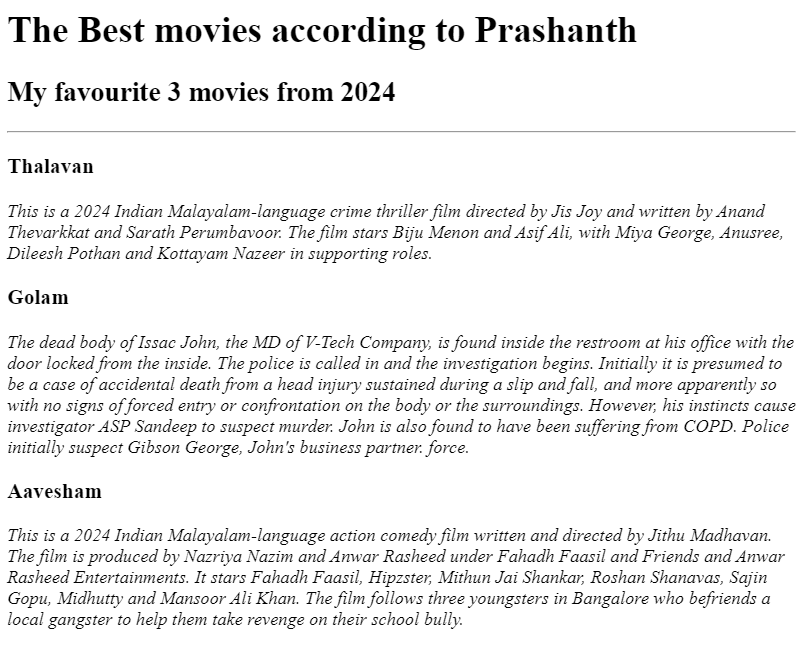 The Best movies according to Prashanth
My favourite 3 movies from 2024
Thalavan
This is a 2024 Indian Malayalam-language crime thriller film directed by Jis Joy and written by Anand
Thevarkkat and Sarath Perumbavoor. The film stars Biju Menon and Asif Ali, with Miya George, Anusree,
Dileesh Pothan and Kottayam Nazeer in supporting roles.
Golam
The dead body of Issac John, the MD of V-Tech Company, is found inside the restroom at his office with the
door locked from the inside. The police is called in and the investigation begins. Initially it is presumed to
be a case of accidental death from a head injury sustained during a slip and fall, and more apparently so
with no signs of forced entry or confrontation on the body or the surroundings. However, his instincts cause
investigator ASP Sandeep to suspect murder. John is also found to have been suffering from COPD. Police
initially suspect Gibson George, John's business partner. force.
Aavesham
This is a 2024 Indian Malayalam-language action comedy film written and directed by Jithu Madhavan.
The film is produced by Nazriya Nazim and Anwar Rasheed under Fahadh Faasil and Friends and Anwar
Rasheed Entertainments. It stars Fahadh Faasil, Hipzster, Mithun Jai Shankar, Roshan Shanavas, Sajin
Gopu, Midhutty and Mansoor Ali Khan. The film follows three youngsters in Bangalore who befriends a
local gangster to help them take revenge on their school bully.